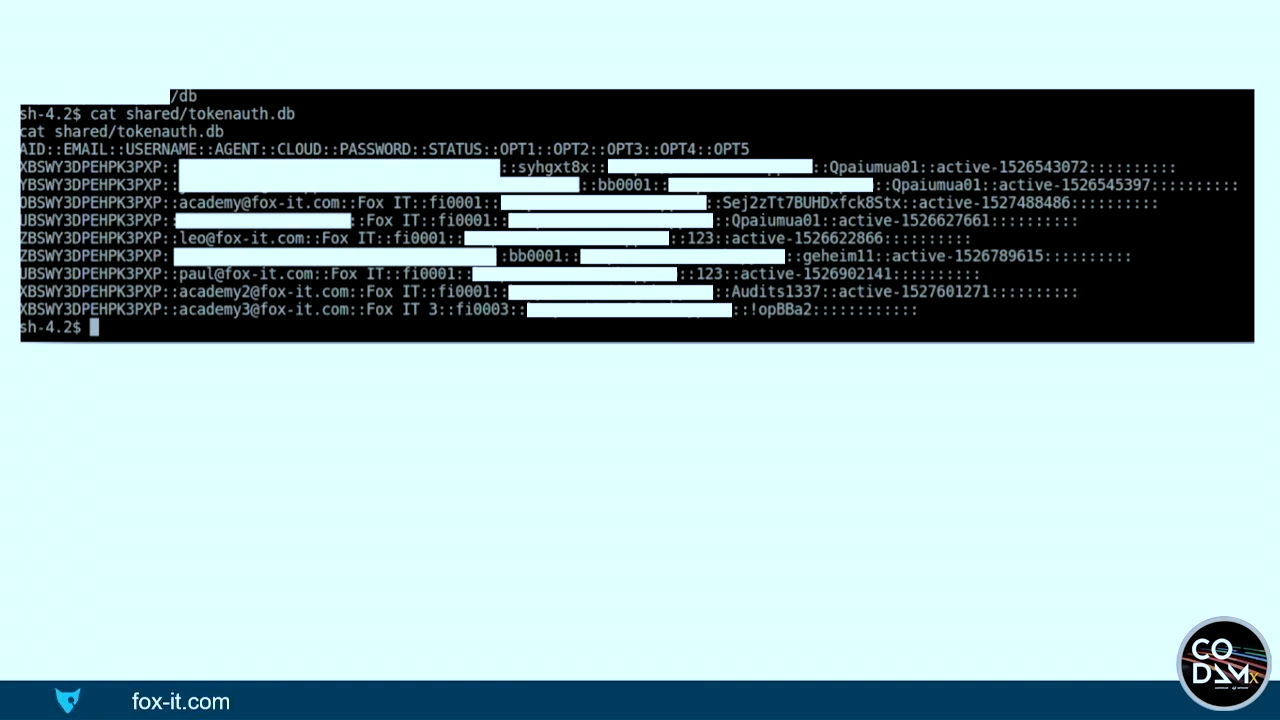 /db
sh-4.2$ cat shared/tokenauth.db
cat shared/tokenauth.db
AID::EMAIL::USERNAME::AGENT::CLOUD::PASSWORD::STATUS::OPT1::OPT2::OPT3::OPT4::OPT5
XBSWY3DPEHPK3PXP:: ::syhgxt8x:: ::Qpaiumua01::active-1526543072::::::::::
YBSWY3DPEHPK3PXP:: ::bb0001:: ::Qpaiumua01::active-1526545397::::::::::
OBSWY3DPEHPK3PXP::academy@fox-it.com::Fox IT::fi0001:: ::Sej2zTt7BUHDxfck8Stx::active-1527488486::::::::::
UBSWY3DPEHPK3PXP:: ::Fox IT::fi0001:: ::Qpaiumua01::active-1526627661::::::::::
ZBSWY3DPEHPK3PXP::leo@fox-it.com::Fox IT::fi0001:: ::123::active-1526622866::::::::::
ZBSWY3DPEHPK3PXP:: :bb0001:: ::geheim11::active-1526789615::::::::::
UBSWY3DPEHPK3PXP::paul@fox-it.com::Fox IT::fi0001:: ::123::active-1526902141::::::::::
XBSWY3DPEHPK3PXP::academy2@fox-it.com::Fox IT::fi0001:: ::Audits1337::active-1527601271::::::::::
XBSWY3DPEHPK3PXP::academy3@fox-it.com::Fox IT 3::fi0003:: ::!opBBa2::::::::::::
sh-4.2$
fox-it.com
CODAMx